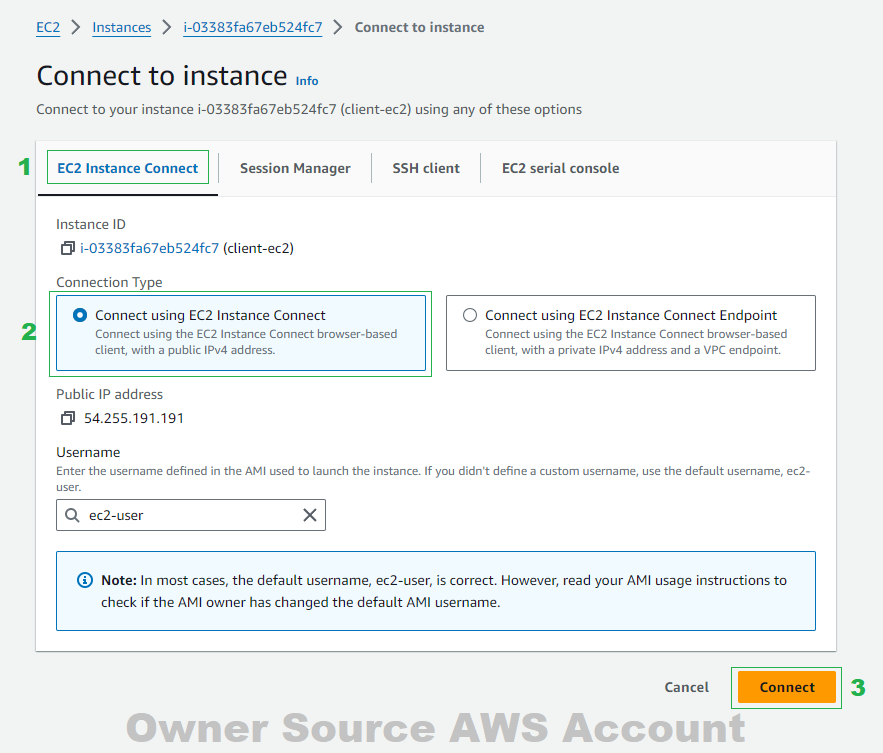 EC2 > Instances > i-03383fa67eb524fc7 > Connect to instance
Connect to instance Info
Connect to your instance i-03383fa67eb524fc7 (client-ec2) using any of these options
1 EC2 Instance Connect Session Manager SSH client EC2 serial console
Instance ID
i-03383fa67eb524fc7 (client-ec2)
Connection Type
2
Connect using EC2 Instance Connect
Connect using the EC2 Instance Connect browser-based
client, with a public IPv4 address.
Connect using EC2 Instance Connect Endpoint
Connect using the EC2 Instance Connect browser-based
client, with a private IPv4 address and a VPC endpoint.
Public IP address
54.255.191.191
Username
Enter the username defined in the AMI used to launch the instance. If you didn't define a custom username, use the default username, ec2-
user.
ec2-user
Note: In most cases, the default username, ec2-user, is correct. However, read your AMI usage instructions to
check if the AMI owner has changed the default AMI username.
Cancel Connect 3
Owner Source AWS Account